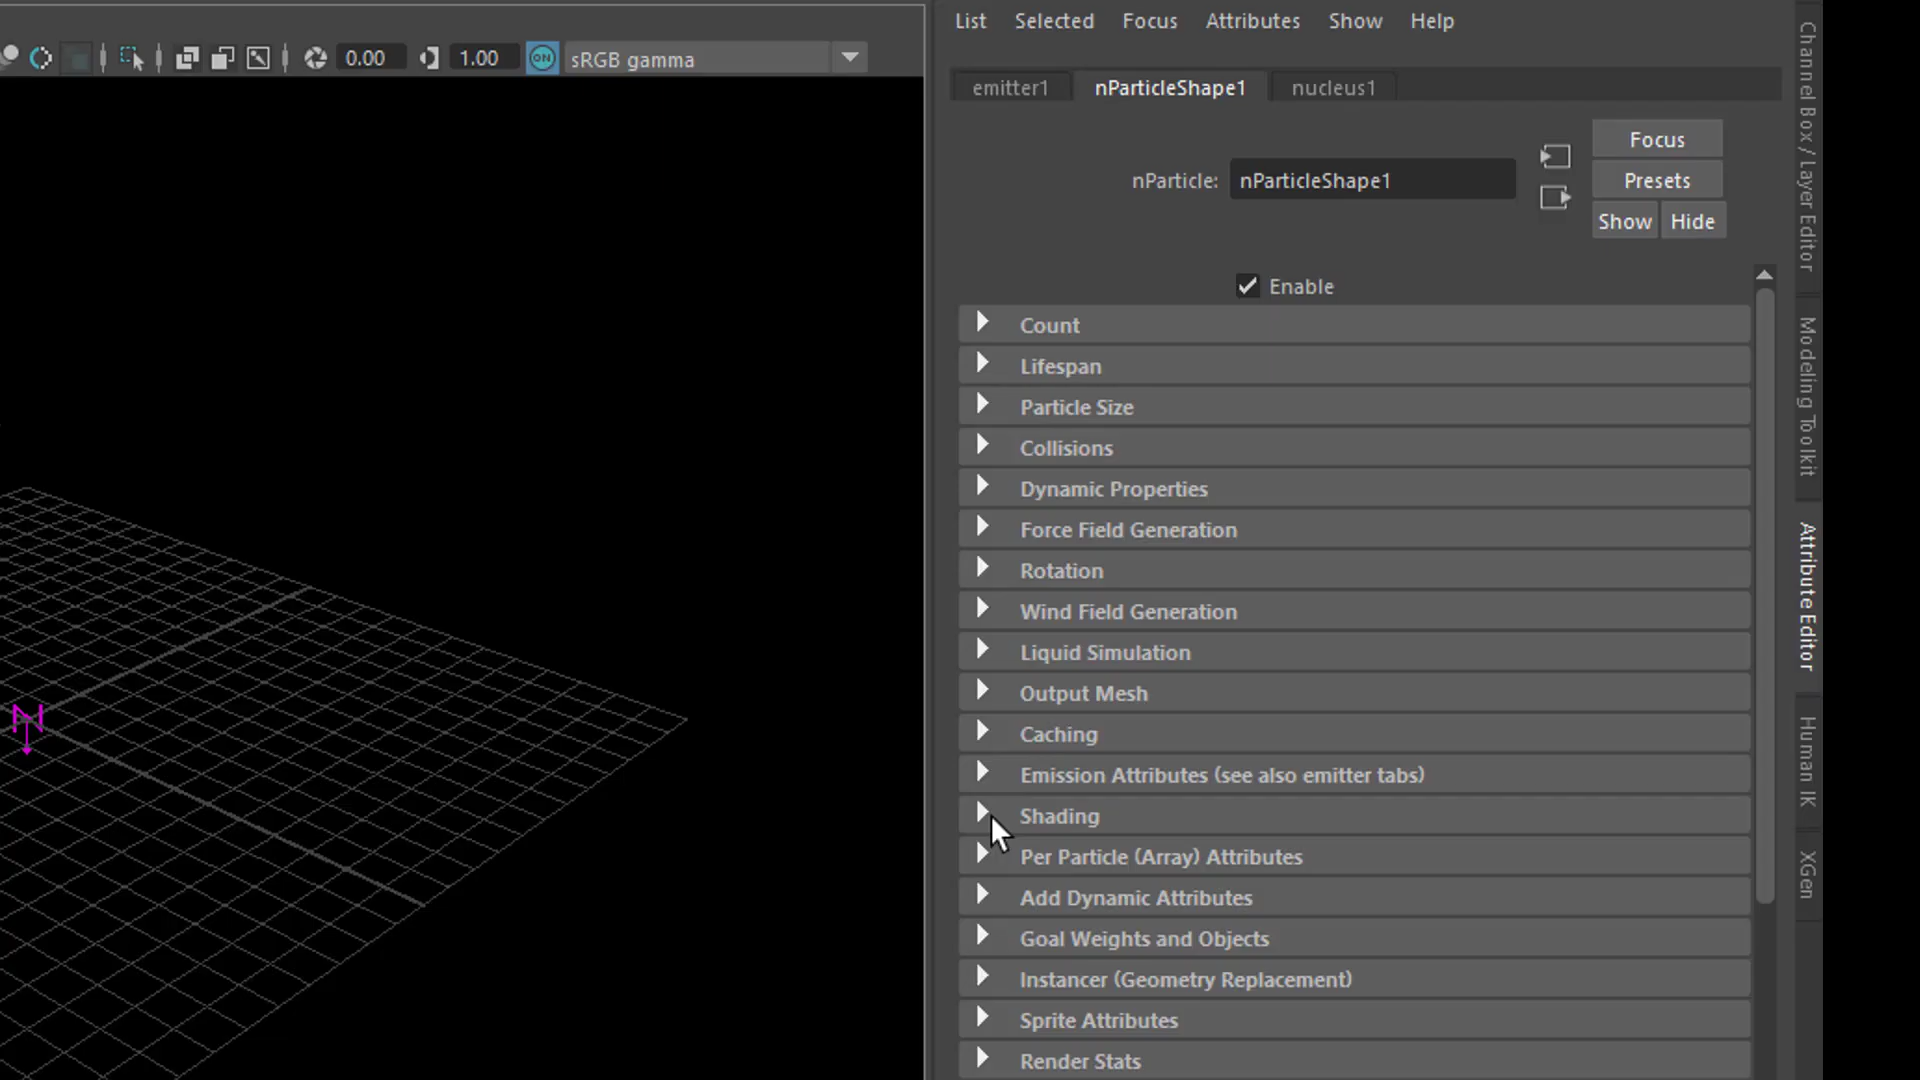 List Selected Focus Attributes Show Help
0.00 1.00 ON sRGB gamma
emitter1 nParticleShape1 nucleus1
Focus
nParticle: nParticleShape1
Presets
Show Hide
Enable
Count
Lifespan
Particle Size
Collisions
Dynamic Properties
Force Field Generation
Rotation
Wind Field Generation
Liquid Simulation
Output Mesh
Caching
Emission Attributes (see also emitter tabs)
Shading
Per Particle (Array) Attributes
Add Dynamic Attributes
Goal Weights and Objects
Instancer (Geometry Replacement)
Sprite Attributes
Render Stats
Channel Box / Layer Editor
Modeling Toolkit
Attribute Editor
Human IK
XGen
N